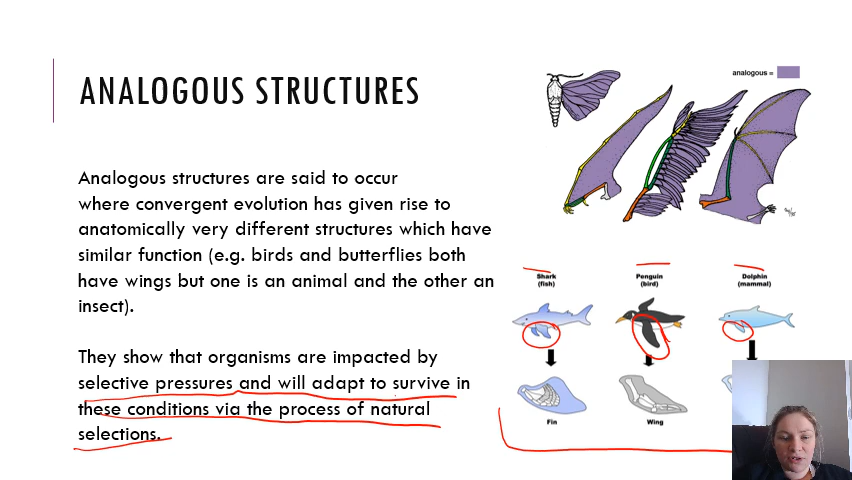 ANALOGOUS STRUCTURES
analogous =
Analogous structures are said to occur
where convergent evolution has given rise to
anatomically very different structures which have
similar function (e.g. birds and butterflies both
have wings but one is an animal and the other an
insect).
They show that organisms are impacted by
selective pressures and will adapt to survive in
these conditions via the process of natural
selections.
Shark
(fish)
Penguin
(bird)
Dolphin
(mammal)
Fin
Wing